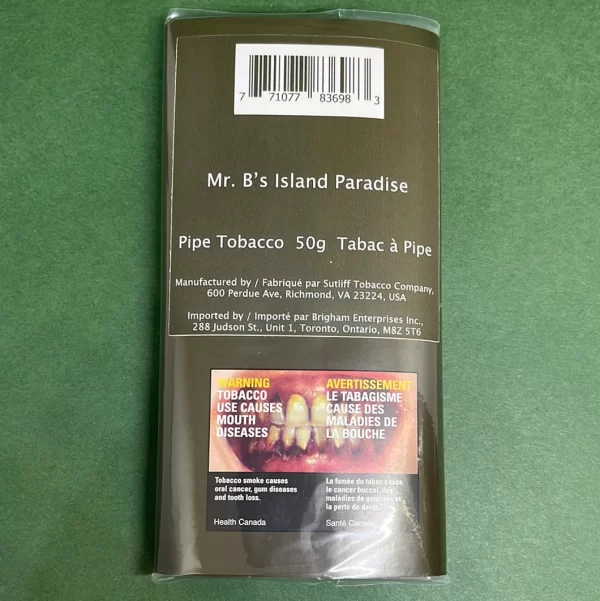 7 71077 83698 3
Mr. B's Island Paradise
Pipe Tobacco 50g Tabac à Pipe
Manufactured by / Fabriqué par Sutliff Tobacco Company,
600 Perdue Ave, Richmond, VA 23224, USA
Imported by / Importé par Brigham Enterprises Inc.,
288 Judson St., Unit 1, Toronto, Ontario, M8Z 5T6
WARNING
TOBACCO
USE CAUSES
MOUTH
DISEASES
Tobacco smoke causes
oral cancer, gum diseases
and tooth loss.
Health Canada
AVERTISSEMENT
LE TABAGISME
CAUSE DES
MALADIES DE
LA BOUCHE
La fumée du tabac cause
le cancer buccal, des
maladies de gencives et
la perte de dents.
Santé Canada